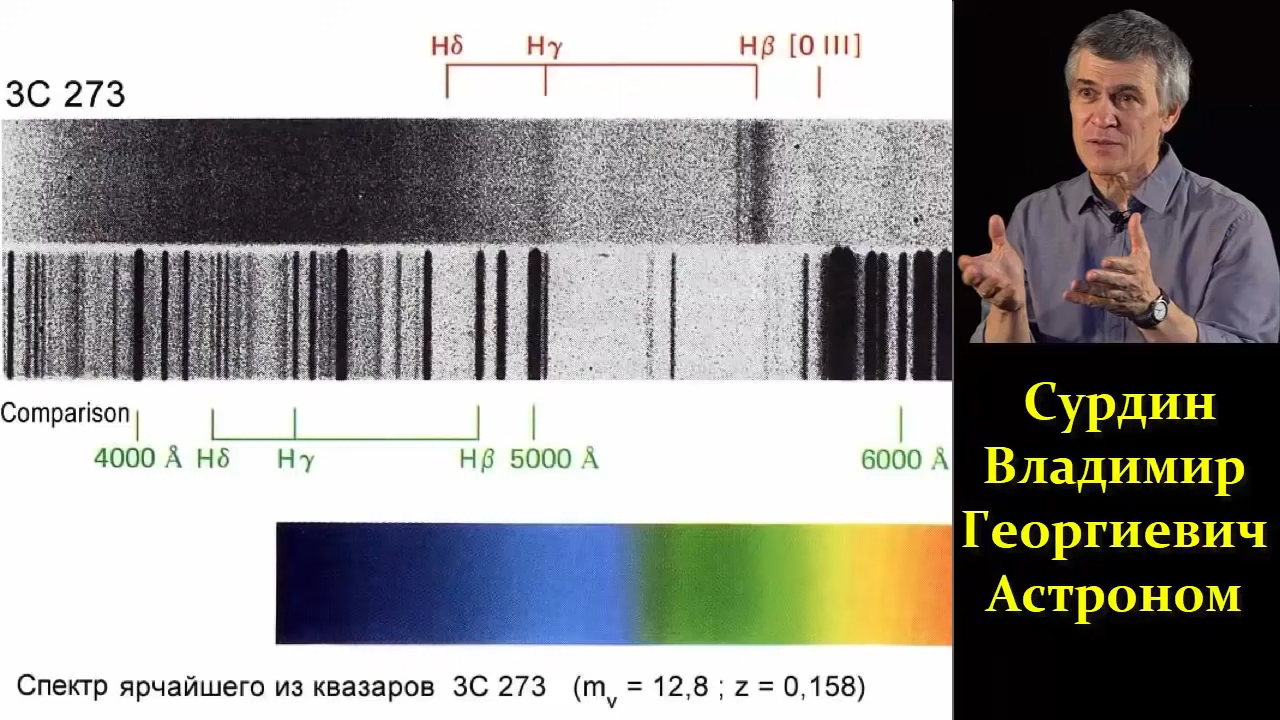 Hδ Hγ Hβ [O III]
3C 273
Comparison
4000 Å Hδ Hγ Hβ 5000 Å 6000 Å
Спектр ярчайшего из квазаров 3C 273 (mv = 12,8 ; z = 0,158)
Сурдин
Владимир
Георгиевич
Астроном